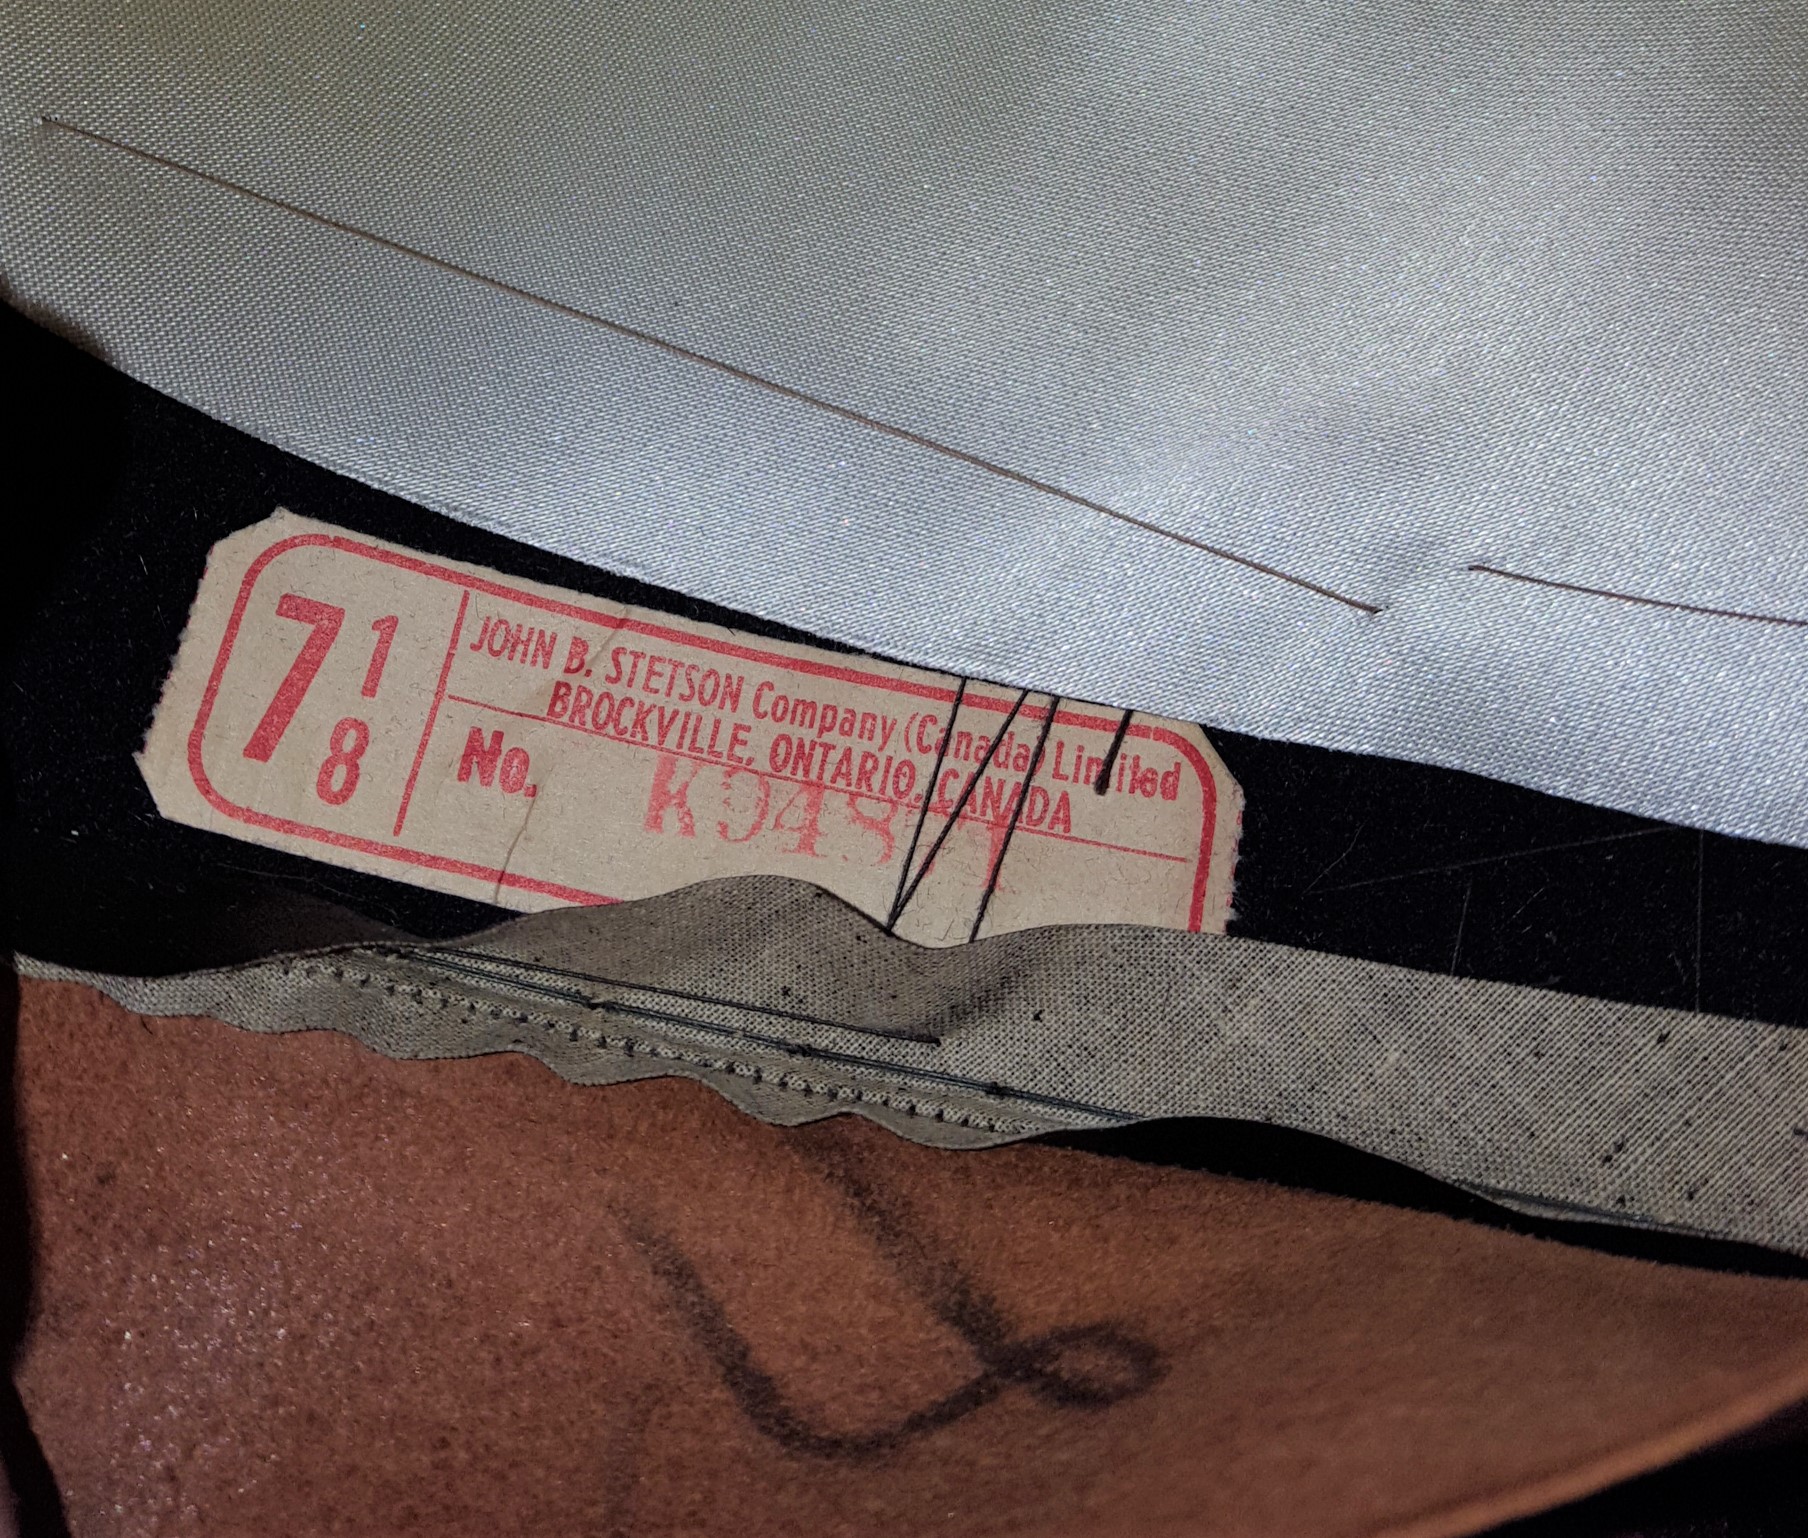 7 1/8
JOHN B. STETSON Company (Canada) Limited
BROCKVILLE, ONTARIO, CANADA
No.